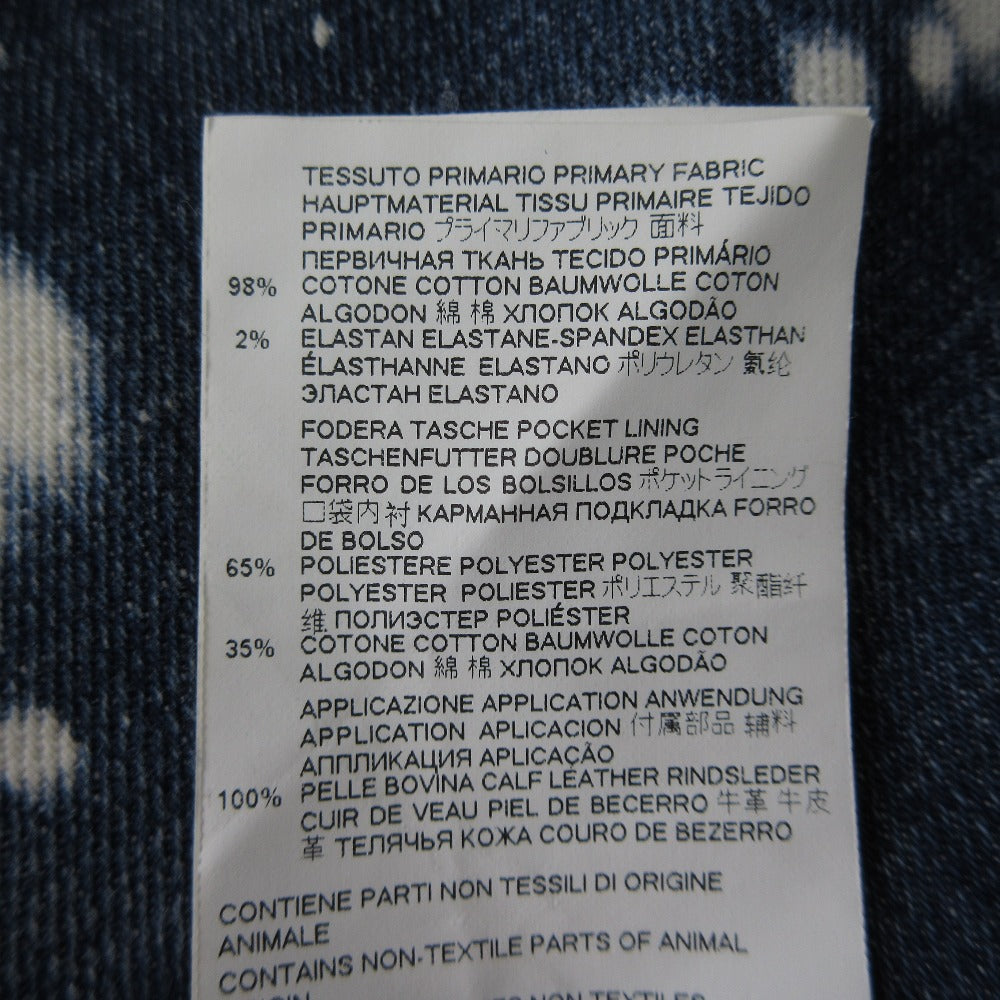 TESSUTO PRIMARIO PRIMARY FABRIC
HAUPTMATERIAL TISSU PRIMAIRE TEJIDO
PRIMARIO プライマリファブリック 面料
ПЕРВИЧНАЯ ТКАНЬ TECIDO PRIMÁRIO
98% COTONE COTTON BAUMWOLLE COTON
ALGODON 綿 棉 ХЛОПОК ALGODÃO
2% ELASTAN ELASTANE-SPANDEX ELASTHAN
ÉLASTHANNE ELASTANO ポリウレタン 氨纶
ЭЛАСТАН ELASTANO
FODERA TASCHE POCKET LINING
TASCHENFUTTER DOUBLURE POCHE
FORRO DE LOS BOLSILLOS ポケットライニング
口袋内衬 КАРМАННАЯ ПОДКЛАДКА FORRO
DE BOLSO
65% POLIESTERE POLYESTER POLYESTER
POLYESTER POLIESTER ポリエステル 聚酯纤
维 ПОЛИЭСТЕР POLIÉSTER
35% COTONE COTTON BAUMWOLLE COTON
ALGODON 綿 棉 ХЛОПОК ALGODÃO
APPLICAZIONE APPLICATION ANWENDUNG
APPLICATION APLICACION 付属部品 辅料
АППЛИКАЦИЯ APLICAÇÃO
100% PELLE BOVINA CALF LEATHER RINDSLEDER
CUIR DE VEAU PIEL DE BECERRO 牛革 牛皮
革 ТЕЛЯЧЬЯ КОЖА COURO DE BEZERRO
CONTIENE PARTI NON TESSILI DI ORIGINE
ANIMALE
CONTAINS NON-TEXTILE PARTS OF ANIMAL